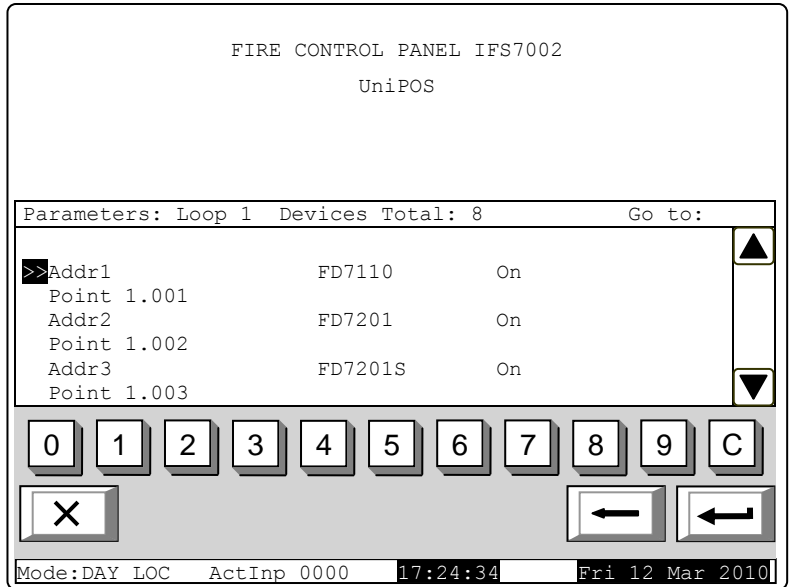 FIRE CONTROL PANEL IFS7002
UniPOS
Parameters: Loop 1 Devices Total: 8 Go to:
>>Addr1 FD7110 On
Point 1.001
Addr2 FD7201 On
Point 1.002
Addr3 FD7201S On
Point 1.003
0 1 2 3 4 5 6 7 8 9 C
Mode:DAY LOC ActInp 0000 17:24:34 Fri 12 Mar 2010